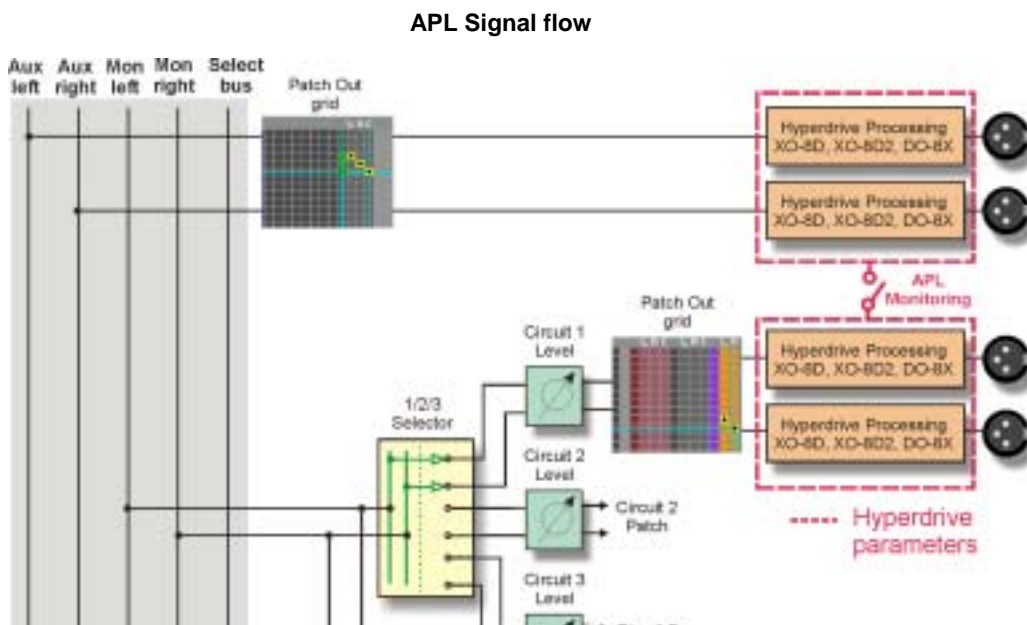 APL Signal flow
Aux Aux Mon Mon Select
left right left right bus
Patch Out
grid
L R C
Hyperdrive Processing
XO-8D, XO-8D2, DO-8X
Hyperdrive Processing
XO-8D, XO-8D2, DO-8X
APL
Monitoring
Patch Out
grid
Circuit 1
Level
Hyperdrive Processing
XO-8D, XO-8D2, DO-8X
1/2/3
Selector
Hyperdrive Processing
XO-8D, XO-8D2, DO-8X
Circuit 2
Level
Circuit 2
Patch
Hyperdrive
parameters
Circuit 3
Level